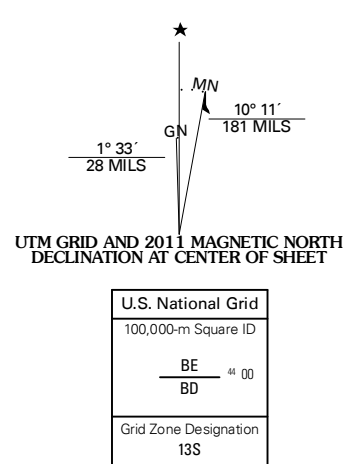 ★
MN
GN
10° 11´
181 MILS
1° 33´
28 MILS
UTM GRID AND 2011 MAGNETIC NORTH
DECLINATION AT CENTER OF SHEET
U.S. National Grid
100,000-m Square ID
BE
44 00
BD
Grid Zone Designation
13S